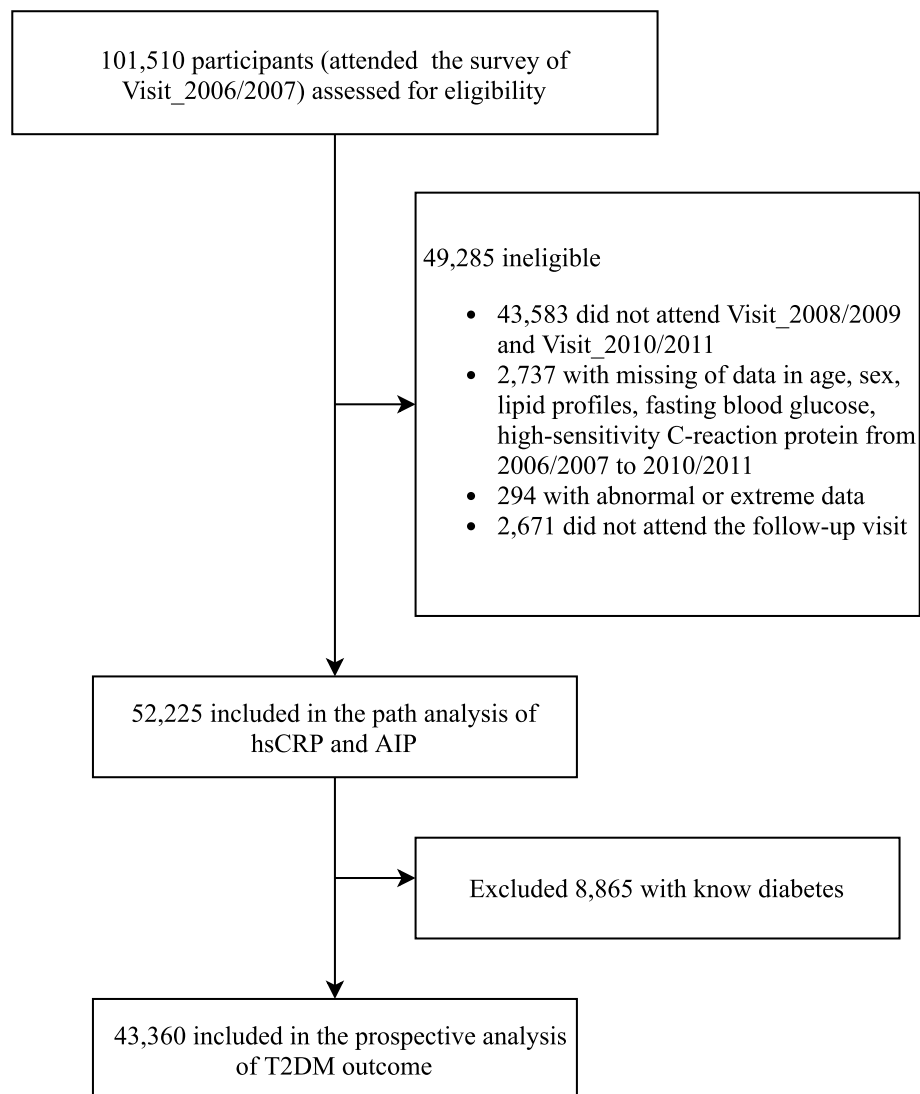 101,510 participants (attended the survey of
Visit_2006/2007) assessed for eligibility
49,285 ineligible
• 43,583 did not attend Visit_2008/2009
and Visit_2010/2011
• 2,737 with missing of data in age, sex,
lipid profiles, fasting blood glucose,
high-sensitivity C-reaction protein from
2006/2007 to 2010/2011
• 294 with abnormal or extreme data
• 2,671 did not attend the follow-up visit
52,225 included in the path analysis of
hsCRP and AIP
Excluded 8,865 with know diabetes
43,360 included in the prospective analysis
of T2DM outcome